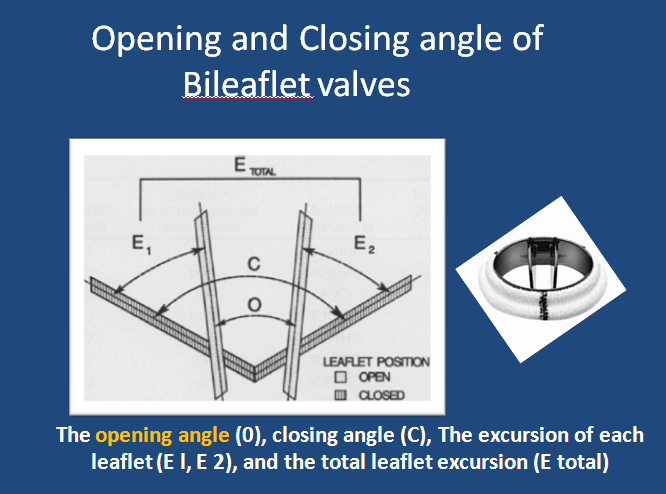 Opening and Closing angle of
Bileaflet valves
E TOTAL
E1
E2
C
O
LEAFLET POSITION
OPEN
CLOSED
The opening angle (0), closing angle (C), The excursion of each
leaflet (E l, E 2), and the total leaflet excursion (E total)